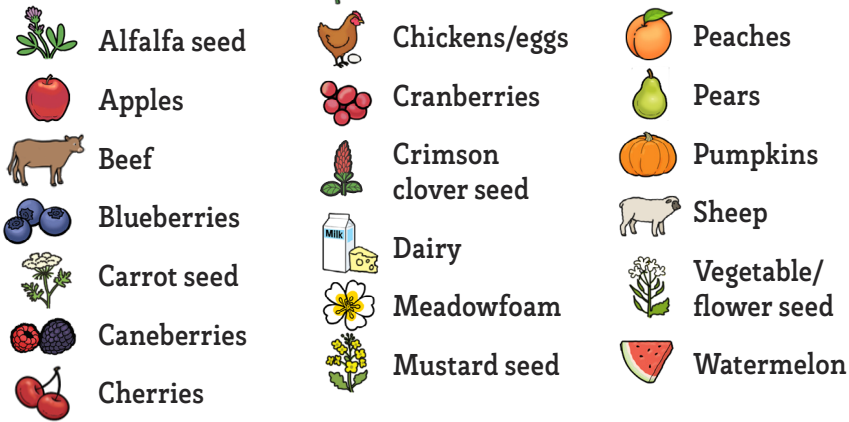 Alfalfa seed
Apples
Beef
Blueberries
Carrot seed
Caneberries
Cherries
Chickens/eggs
Cranberries
Crimson
clover seed
Milk
Dairy
Meadowfoam
Mustard seed
Peaches
Pears
Pumpkins
Sheep
Vegetable/
flower seed
Watermelon